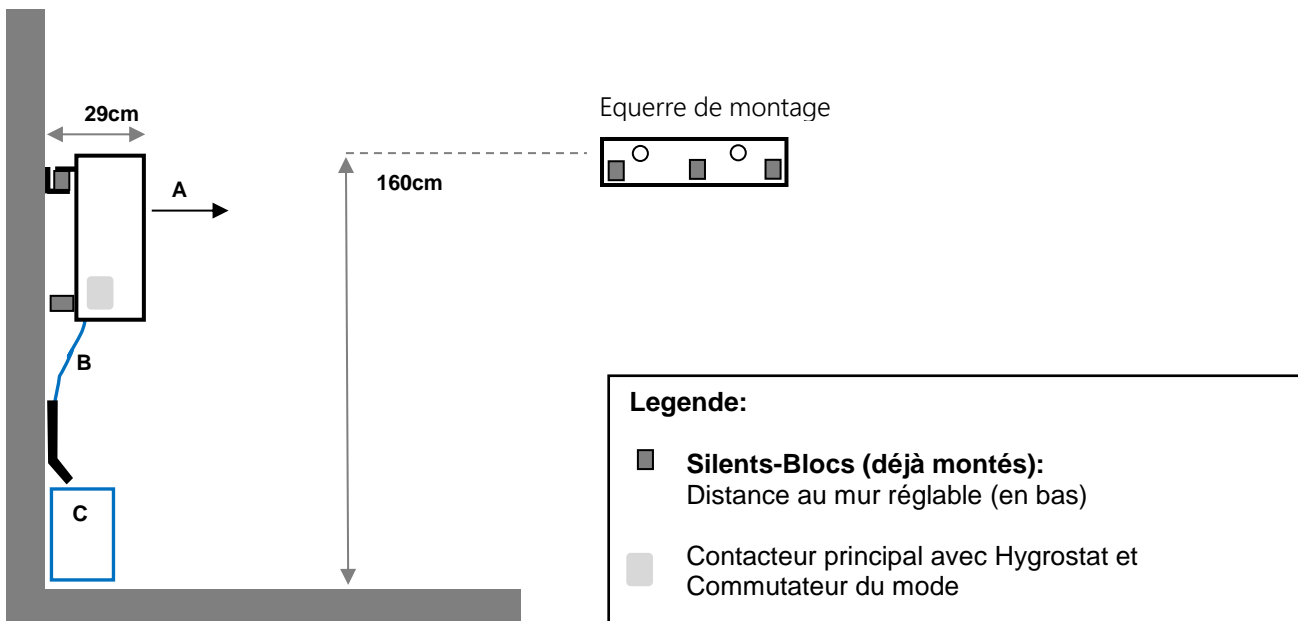 29cm
Equerre de montage
160cm
A
B
C
Legende:
Silents-Blocs (déjà montés):
Distance au mur réglable (en bas)
Contacteur principal avec Hygrostat et
Commutateur du mode